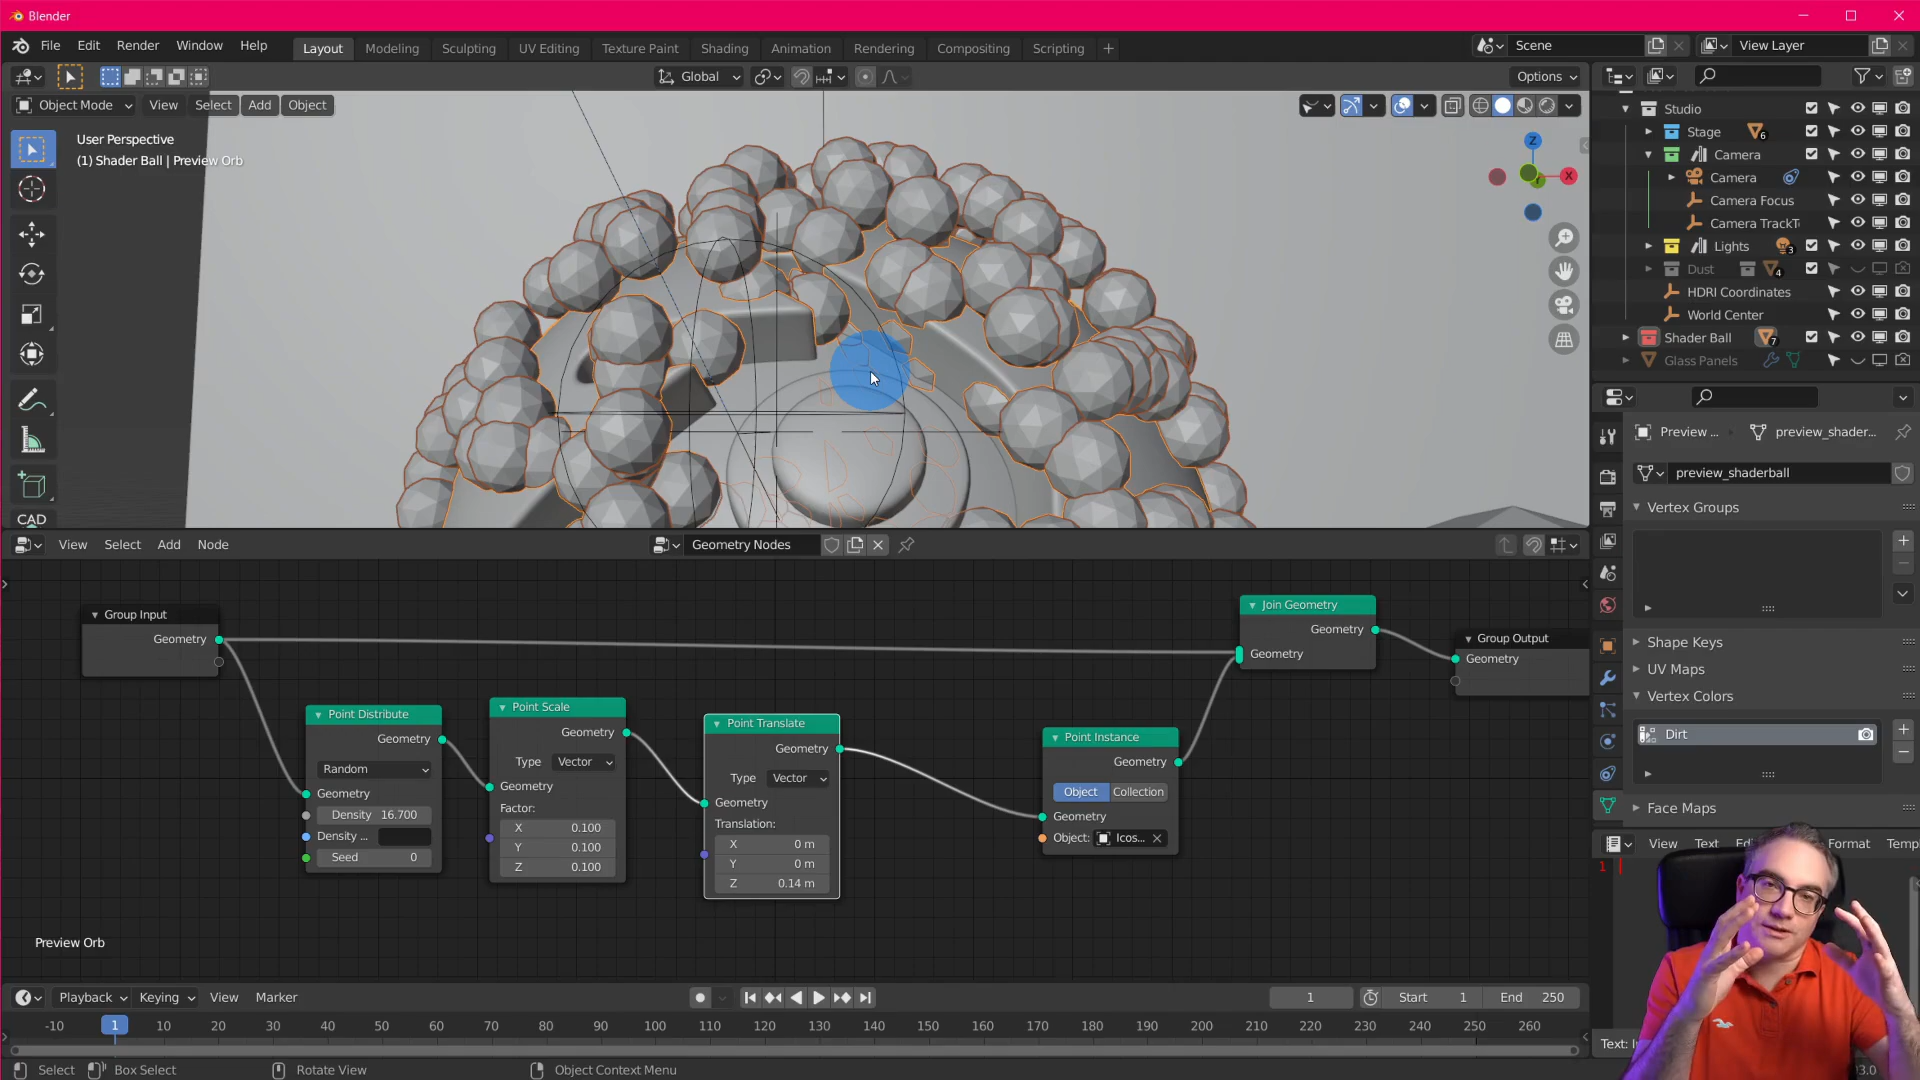 Blender
File Edit Render Window Help
Layout Modeling Sculpting UV Editing Texture Paint Shading Animation Rendering Compositing Scripting +
Scene
View Layer
Global
Options
Object Mode View Select Add Object
User Perspective
(1) Shader Ball | Preview Orb
CAD
Z
X
Studio
Stage 6
Camera
Camera
Camera Focus
Camera TrackT
Lights 3
Dust 4
HDRI Coordinates
World Center
Shader Ball 7
Glass Panels
Preview ... preview_shader...
preview_shaderball
Vertex Groups
Shape Keys
UV Maps
Vertex Colors
Dirt
Face Maps
View Select Add Node
Geometry Nodes
Group Input
Geometry
Point Distribute
Geometry
Random
Geometry
Density 16.700
Density ...
Seed 0
Point Scale
Geometry
Type Vector
Geometry
Factor:
X 0.100
Y 0.100
Z 0.100
Point Translate
Geometry
Type Vector
Geometry
Translation:
X 0 m
Y 0 m
Z 0.14 m
Point Instance
Geometry
Object Collection
Geometry
Object: Icos...
Join Geometry
Geometry
Geometry
Group Output
Geometry
Preview Orb
View Text Format
1
Playback Keying View Marker
1 Start 1 End 250
-10 1 10 20 30 40 50 60 70 80 90 100 110 120 130 140 150 160 170 180 190 200 210 220 230 240 250 260
Select Box Select Rotate View Object Context Menu
Text: